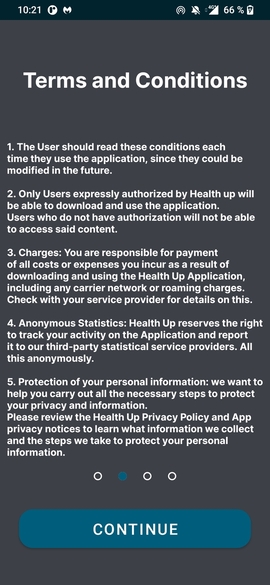 10:21
66 %
Terms and Conditions
1. The User should read these conditions each
time they use the application, since they could be
modified in the future.
2. Only Users expressly authorized by Health up will
be able to download and use the application.
Users who do not have authorization will not be able
to access said content.
3. Charges: You are responsible for payment
of all costs or expenses you incur as a result of
downloading and using the Health Up Application,
including any carrier network or roaming charges.
Check with your service provider for details on this.
4. Anonymous Statistics: Health Up reserves the right
to track your activity on the Application and report
it to our third-party statistical service providers. All
this anonymously.
5. Protection of your personal information: we want to
help you carry out all the necessary steps to protect
your privacy and information.
Please review the Health Up Privacy Policy and App
privacy notices to learn what information we collect
and the steps we take to protect your personal
information.
CONTINUE